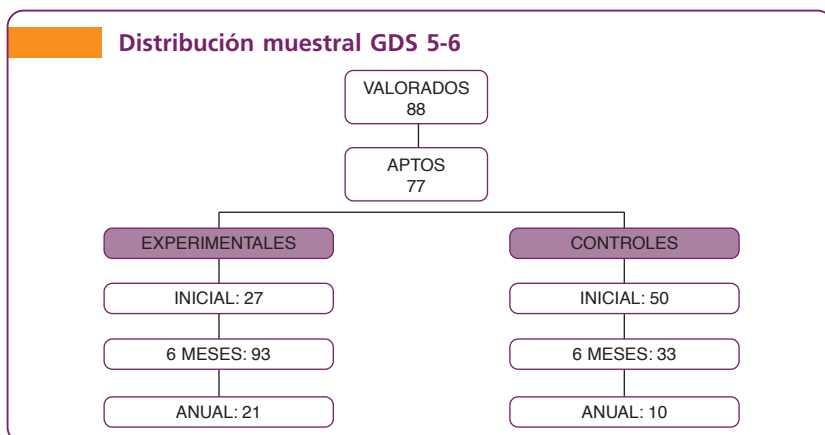 Distribución muestral GDS 5-6
VALORADOS
88
APTOS
77
EXPERIMENTALES
INICIAL: 27
6 MESES: 93
ANUAL: 21
CONTROLES
INICIAL: 50
6 MESES: 33
ANUAL: 10